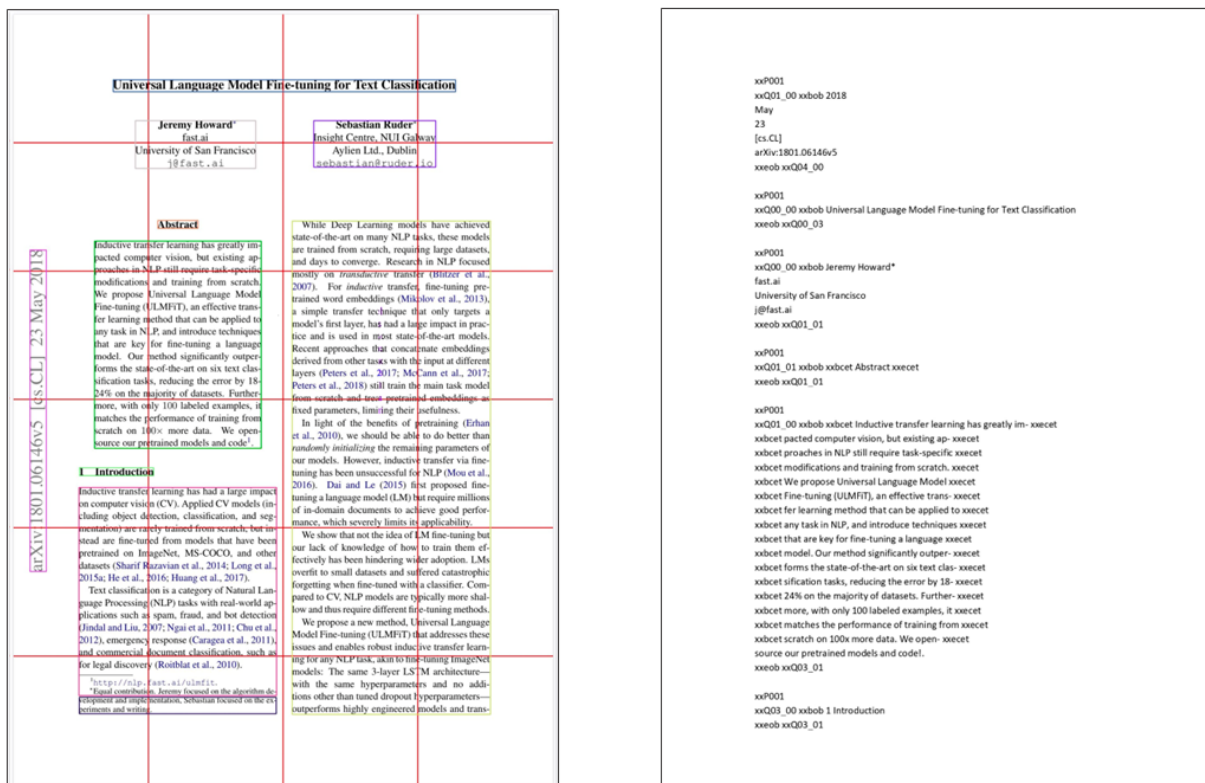 Universal Language Model Fine-tuning for Text Classification
Jeremy Howard*
fast.ai
University of San Francisco
j@fast.ai
Sebastian Ruder*
Insight Centre, NUI Galway
Aylien Ltd., Dublin
sebastian@ruder.io
arXiv:1801.06146v5 [cs.CL] 23 May 2018
Abstract
Inductive transfer learning has greatly im-
pacted computer vision, but existing ap-
proaches in NLP still require task-specific
modifications and training from scratch.
We propose Universal Language Model
Fine-tuning (ULMFiT), an effective trans-
fer learning method that can be applied to
any task in NLP, and introduce techniques
that are key for fine-tuning a language
model. Our method significantly outper-
forms the state-of-the-art on six text clas-
sification tasks, reducing the error by 18-
24% on the majority of datasets. Further-
more, with only 100 labeled examples, it
matches the performance of training from
scratch on 100× more data. We open-
source our pretrained models and code¹.
1 Introduction
Inductive transfer learning has had a large impact
on computer vision (CV). Applied CV models (in-
cluding object detection, classification, and seg-
mentation) are rarely trained from scratch, but in-
stead are fine-tuned from models that have been
pretrained on ImageNet, MS-COCO, and other
datasets (Sharif Razavian et al., 2014; Long et al.,
2015a; He et al., 2016; Huang et al., 2017).
Text classification is a category of Natural Lan-
guage Processing (NLP) tasks with real-world ap-
plications such as spam, fraud, and bot detection
(Jindal and Liu, 2007; Ngai et al., 2011; Chu et al.,
2012), emergency response (Caragea et al., 2011),
and commercial document classification, such as
for legal discovery (Roitblat et al., 2010).
¹http://nlp.fast.ai/ulmfit.
*Equal contribution. Jeremy focused on the algorithm de-
velopment and implementation, Sebastian focused on the ex-
periments and writing.
While Deep Learning models have achieved
state-of-the-art on many NLP tasks, these models
are trained from scratch, requiring large datasets,
and days to converge. Research in NLP focused
mostly on transductive transfer (Blitzer et al.,
2007). For inductive transfer, fine-tuning pre-
trained word embeddings (Mikolov et al., 2013),
a simple transfer technique that only targets a
model's first layer, has had a large impact in prac-
tice and is used in most state-of-the-art models.
Recent approaches that concatenate embeddings
derived from other tasks with the input at different
layers (Peters et al., 2017; McCann et al., 2017;
Peters et al., 2018) still train the main task model
from scratch and treat pretrained embeddings as
fixed parameters, limiting their usefulness.
In light of the benefits of pretraining (Erhan
et al., 2010), we should be able to do better than
randomly initializing the remaining parameters of
our models. However, inductive transfer via fine-
tuning has been unsuccessful for NLP (Mou et al.,
2016). Dai and Le (2015) first proposed fine-
tuning a language model (LM) but require millions
of in-domain documents to achieve good perfor-
mance, which severely limits its applicability.
We show that not the idea of LM fine-tuning but
our lack of knowledge of how to train them ef-
fectively has been hindering wider adoption. LMs
overfit to small datasets and suffered catastrophic
forgetting when fine-tuned with a classifier. Com-
pared to CV, NLP models are typically more shal-
low and thus require different fine-tuning methods.
We propose a new method, Universal Language
Model Fine-tuning (ULMFiT) that addresses these
issues and enables robust inductive transfer learn-
ing for any NLP task, akin to fine-tuning ImageNet
models: The same 3-layer LSTM architecture—
with the same hyperparameters and no addi-
tions other than tuned dropout hyperparameters—
outperforms highly engineered models and trans-
xxP001
xxQ01_00 xxbob 2018
May
23
[cs.CL]
arXiv:1801.06146v5
xxeob xxQ04_00
xxP001
xxQ00_00 xxbob Universal Language Model Fine-tuning for Text Classification
xxeob xxQ00_03
xxP001
xxQ00_00 xxbob Jeremy Howard*
fast.ai
University of San Francisco
j@fast.ai
xxeob xxQ01_01
xxP001
xxQ01_01 xxbob xxbcet Abstract xxecet
xxeob xxQ01_01
xxP001
xxQ01_00 xxbob xxbcet Inductive transfer learning has greatly im- xxecet
xxbcet pacted computer vision, but existing ap- xxecet
xxbcet proaches in NLP still require task-specific xxecet
xxbcet modifications and training from scratch. xxecet
xxbcet We propose Universal Language Model xxecet
xxbcet Fine-tuning (ULMFiT), an effective trans- xxecet
xxbcet fer learning method that can be applied to xxecet
xxbcet any task in NLP, and introduce techniques xxecet
xxbcet that are key for fine-tuning a language xxecet
xxbcet model. Our method significantly outper- xxecet
xxbcet forms the state-of-the-art on six text clas- xxecet
xxbcet sification tasks, reducing the error by 18- xxecet
xxbcet 24% on the majority of datasets. Further- xxecet
xxbcet more, with only 100 labeled examples, it xxecet
xxbcet matches the performance of training from xxecet
xxbcet scratch on 100x more data. We open- xxecet
source our pretrained models and code!.
xxeob xxQ03_01
xxP001
xxQ03_00 xxbob 1 Introduction
xxeob xxQ03_01